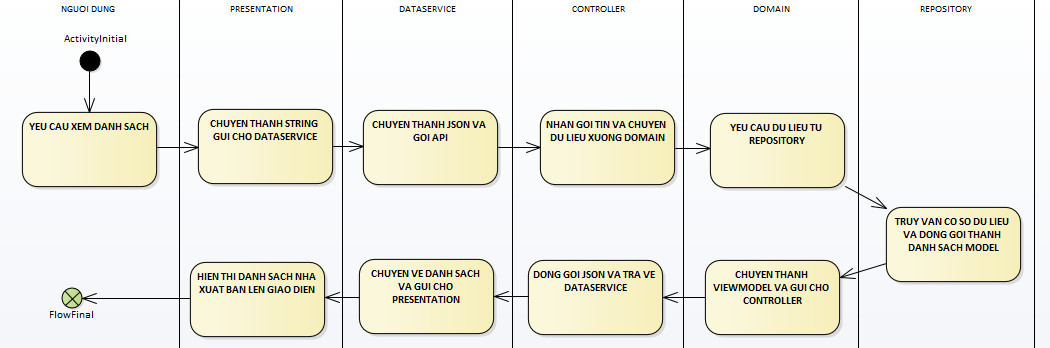 NGUOI DUNG
PRESENTATION
DATASERVICE
CONTROLLER
DOMAIN
REPOSITORY
ActivityInitial
YEU CAU XEM DANH SACH
CHUYEN THANH STRING
GUI CHO DATASERVICE
CHUYEN THANH JSON VA
GOI API
NHAN GOI TIN VA CHUYEN
DU LIEU XUONG DOMAIN
YEU CAU DU LIEU TU
REPOSITORY
TRUY VAN CO SO DU LIEU
VA DONG GOI THANH
DANH SACH MODEL
CHUYEN THANH
VIEWMODEL VA GUI CHO
CONTROLLER
DONG GOI JSON VA TRA VE
DATASERVICE
CHUYEN VE DANH SACH
VA GUI CHO
PRESENTATION
HIEN THI DANH SACH NHA
XUAT BAN LEN GIAO DIEN
FlowFinal